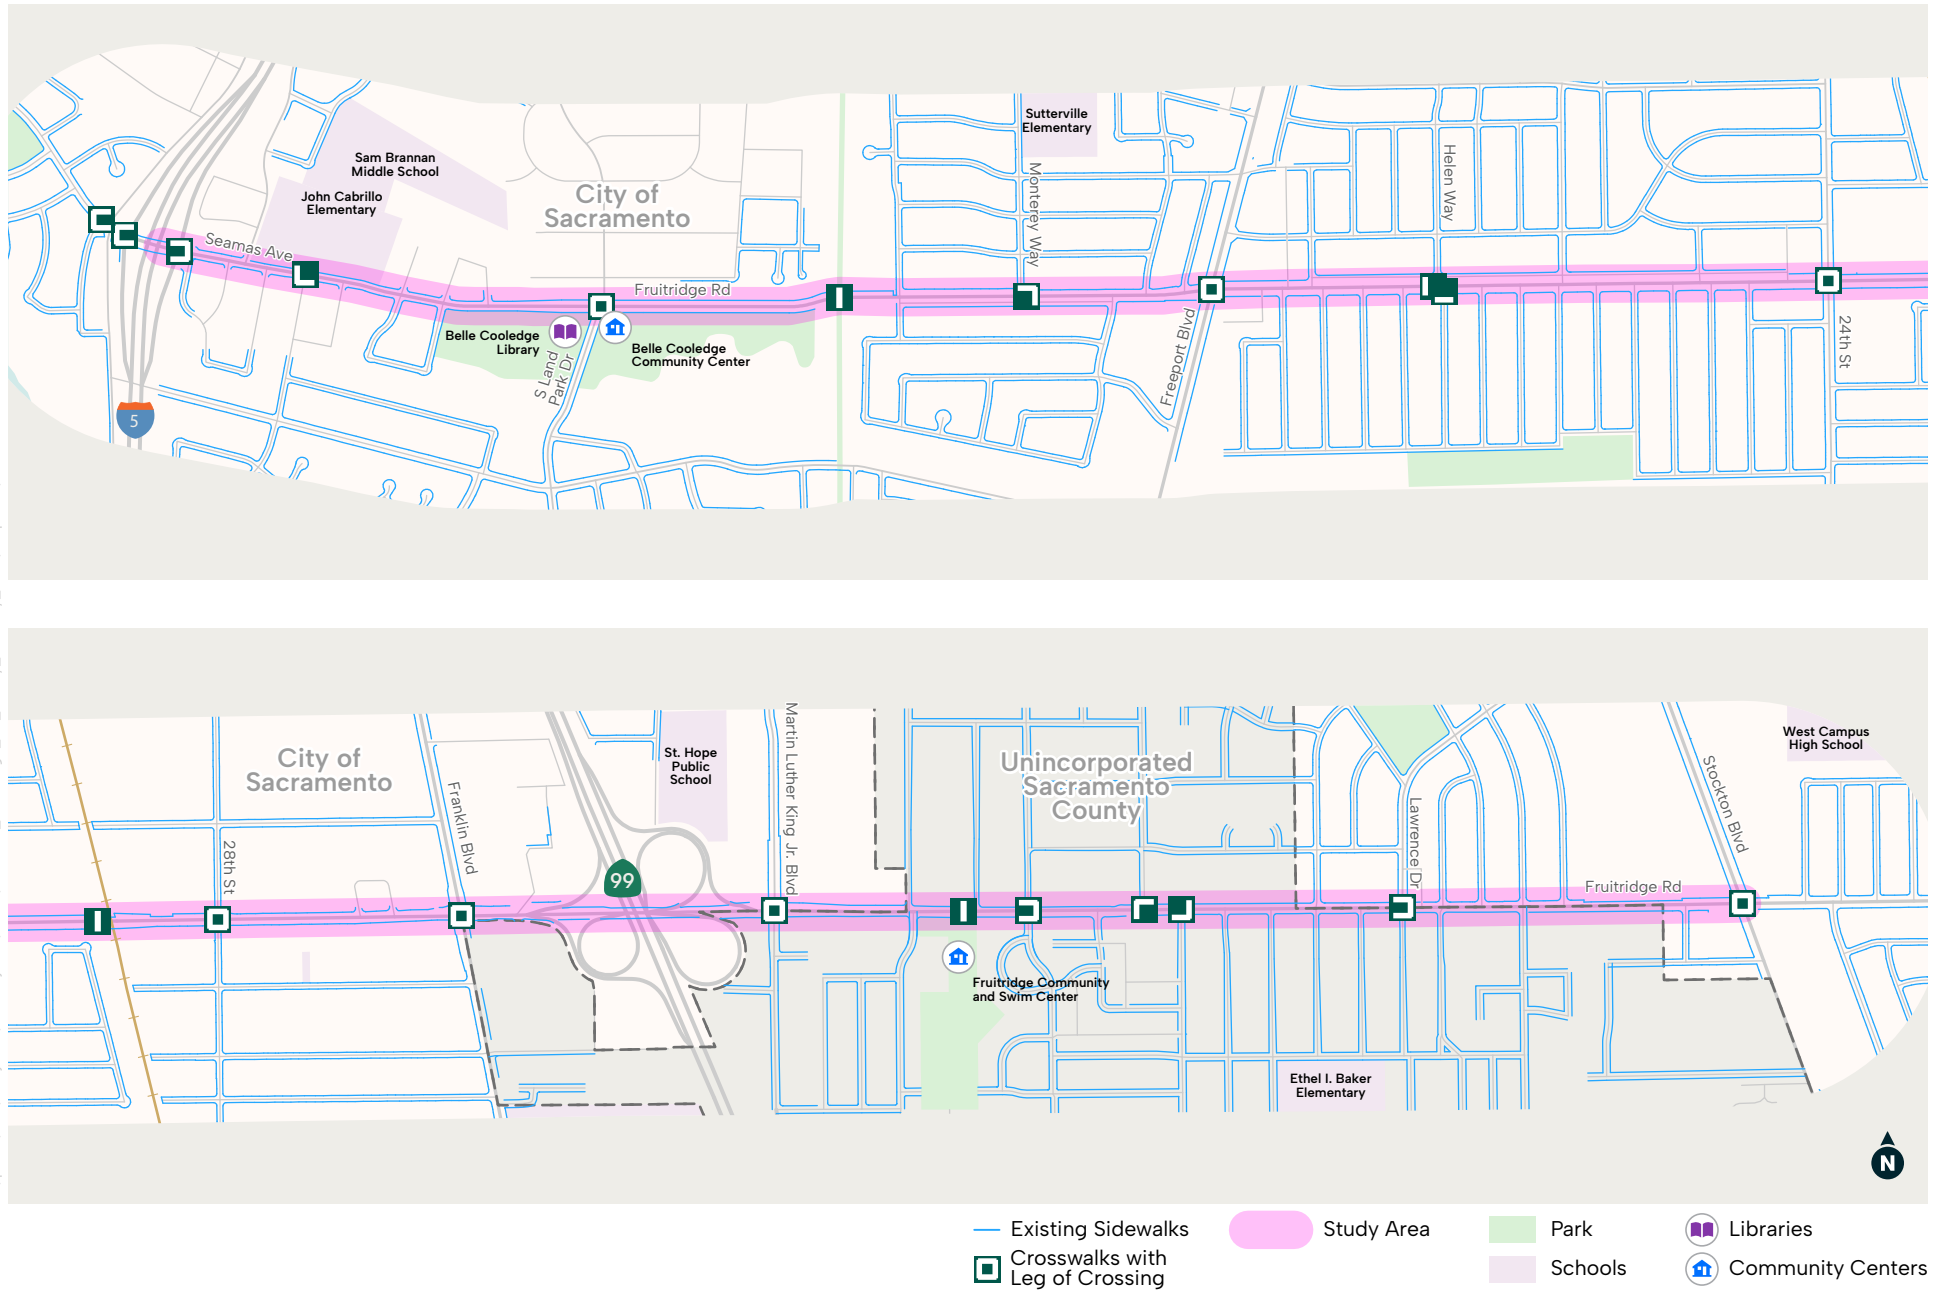 Sutterville
Elementary
Sam Brannan
Middle School
John Cabrillo
Elementary
City of
Sacramento
Monterey Way
Helen Way
Seamas Ave
Fruitridge Rd
Belle Cooledge
Library
Belle Cooledge
Community Center
S Land
Park Dr
Freeport Blvd
24th St
5
City of
Sacramento
28th St
Franklin Blvd
99
St. Hope
Public
School
Martin Luther King Jr. Blvd
Unincorporated
Sacramento
County
Lawrence Dr
Fruitridge Rd
Stockton Blvd
West Campus
High School
Fruitridge Community
and Swim Center
Ethel I. Baker
Elementary
N
Existing Sidewalks
Crosswalks with
Leg of Crossing
Study Area
Park
Schools
Libraries
Community Centers